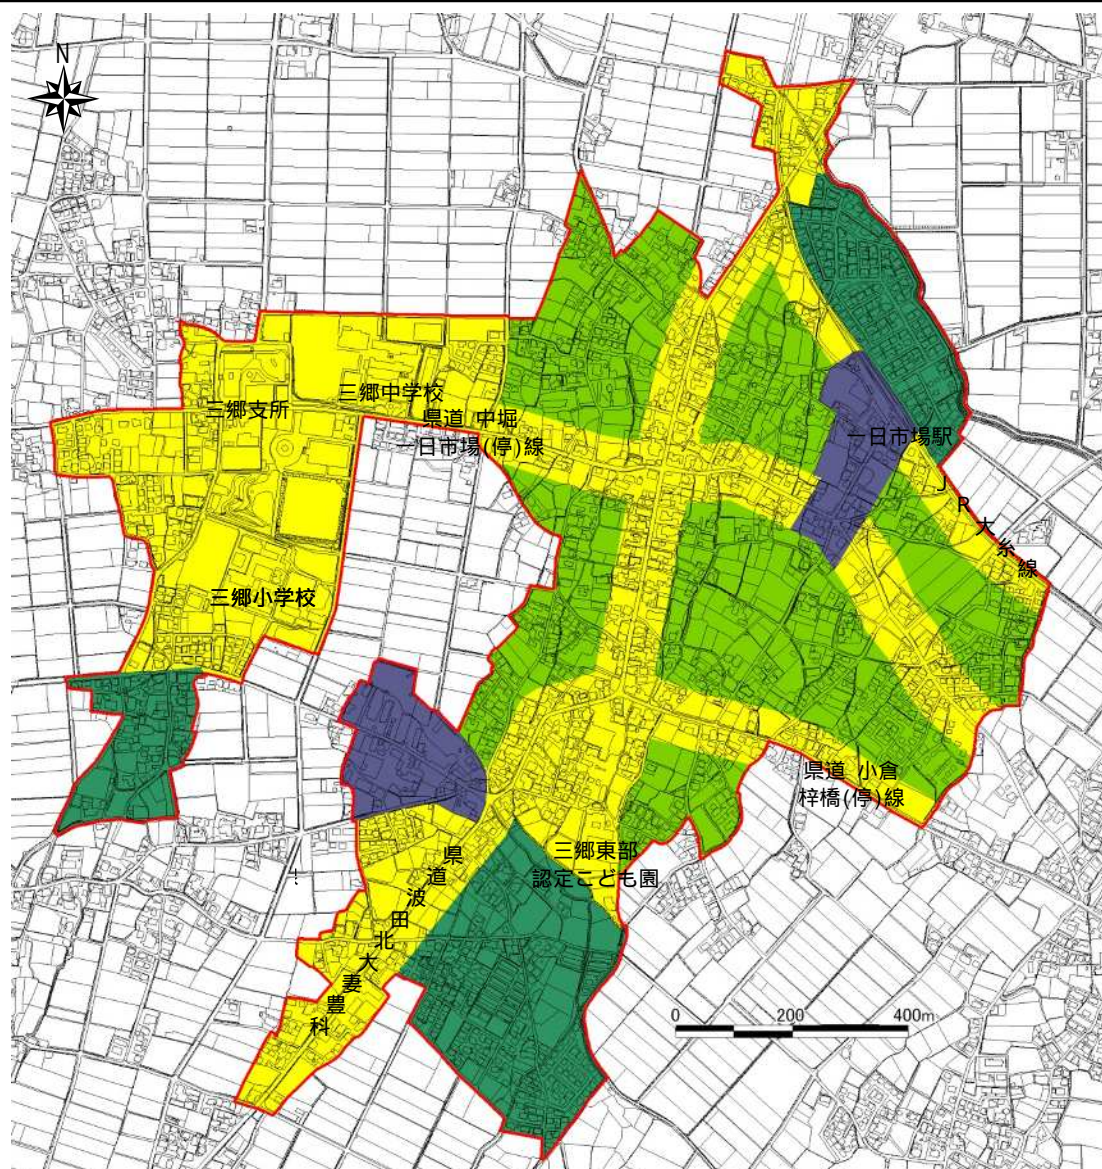 N
三郷中学校
三郷支所
県道 中堀
一日市場(停)線
一日市場駅
JR大糸線
三郷小学校
県道 小倉
梓橋(停)線
三郷東部
認定こども園
県道波田北大妻豊科
0 200 400m